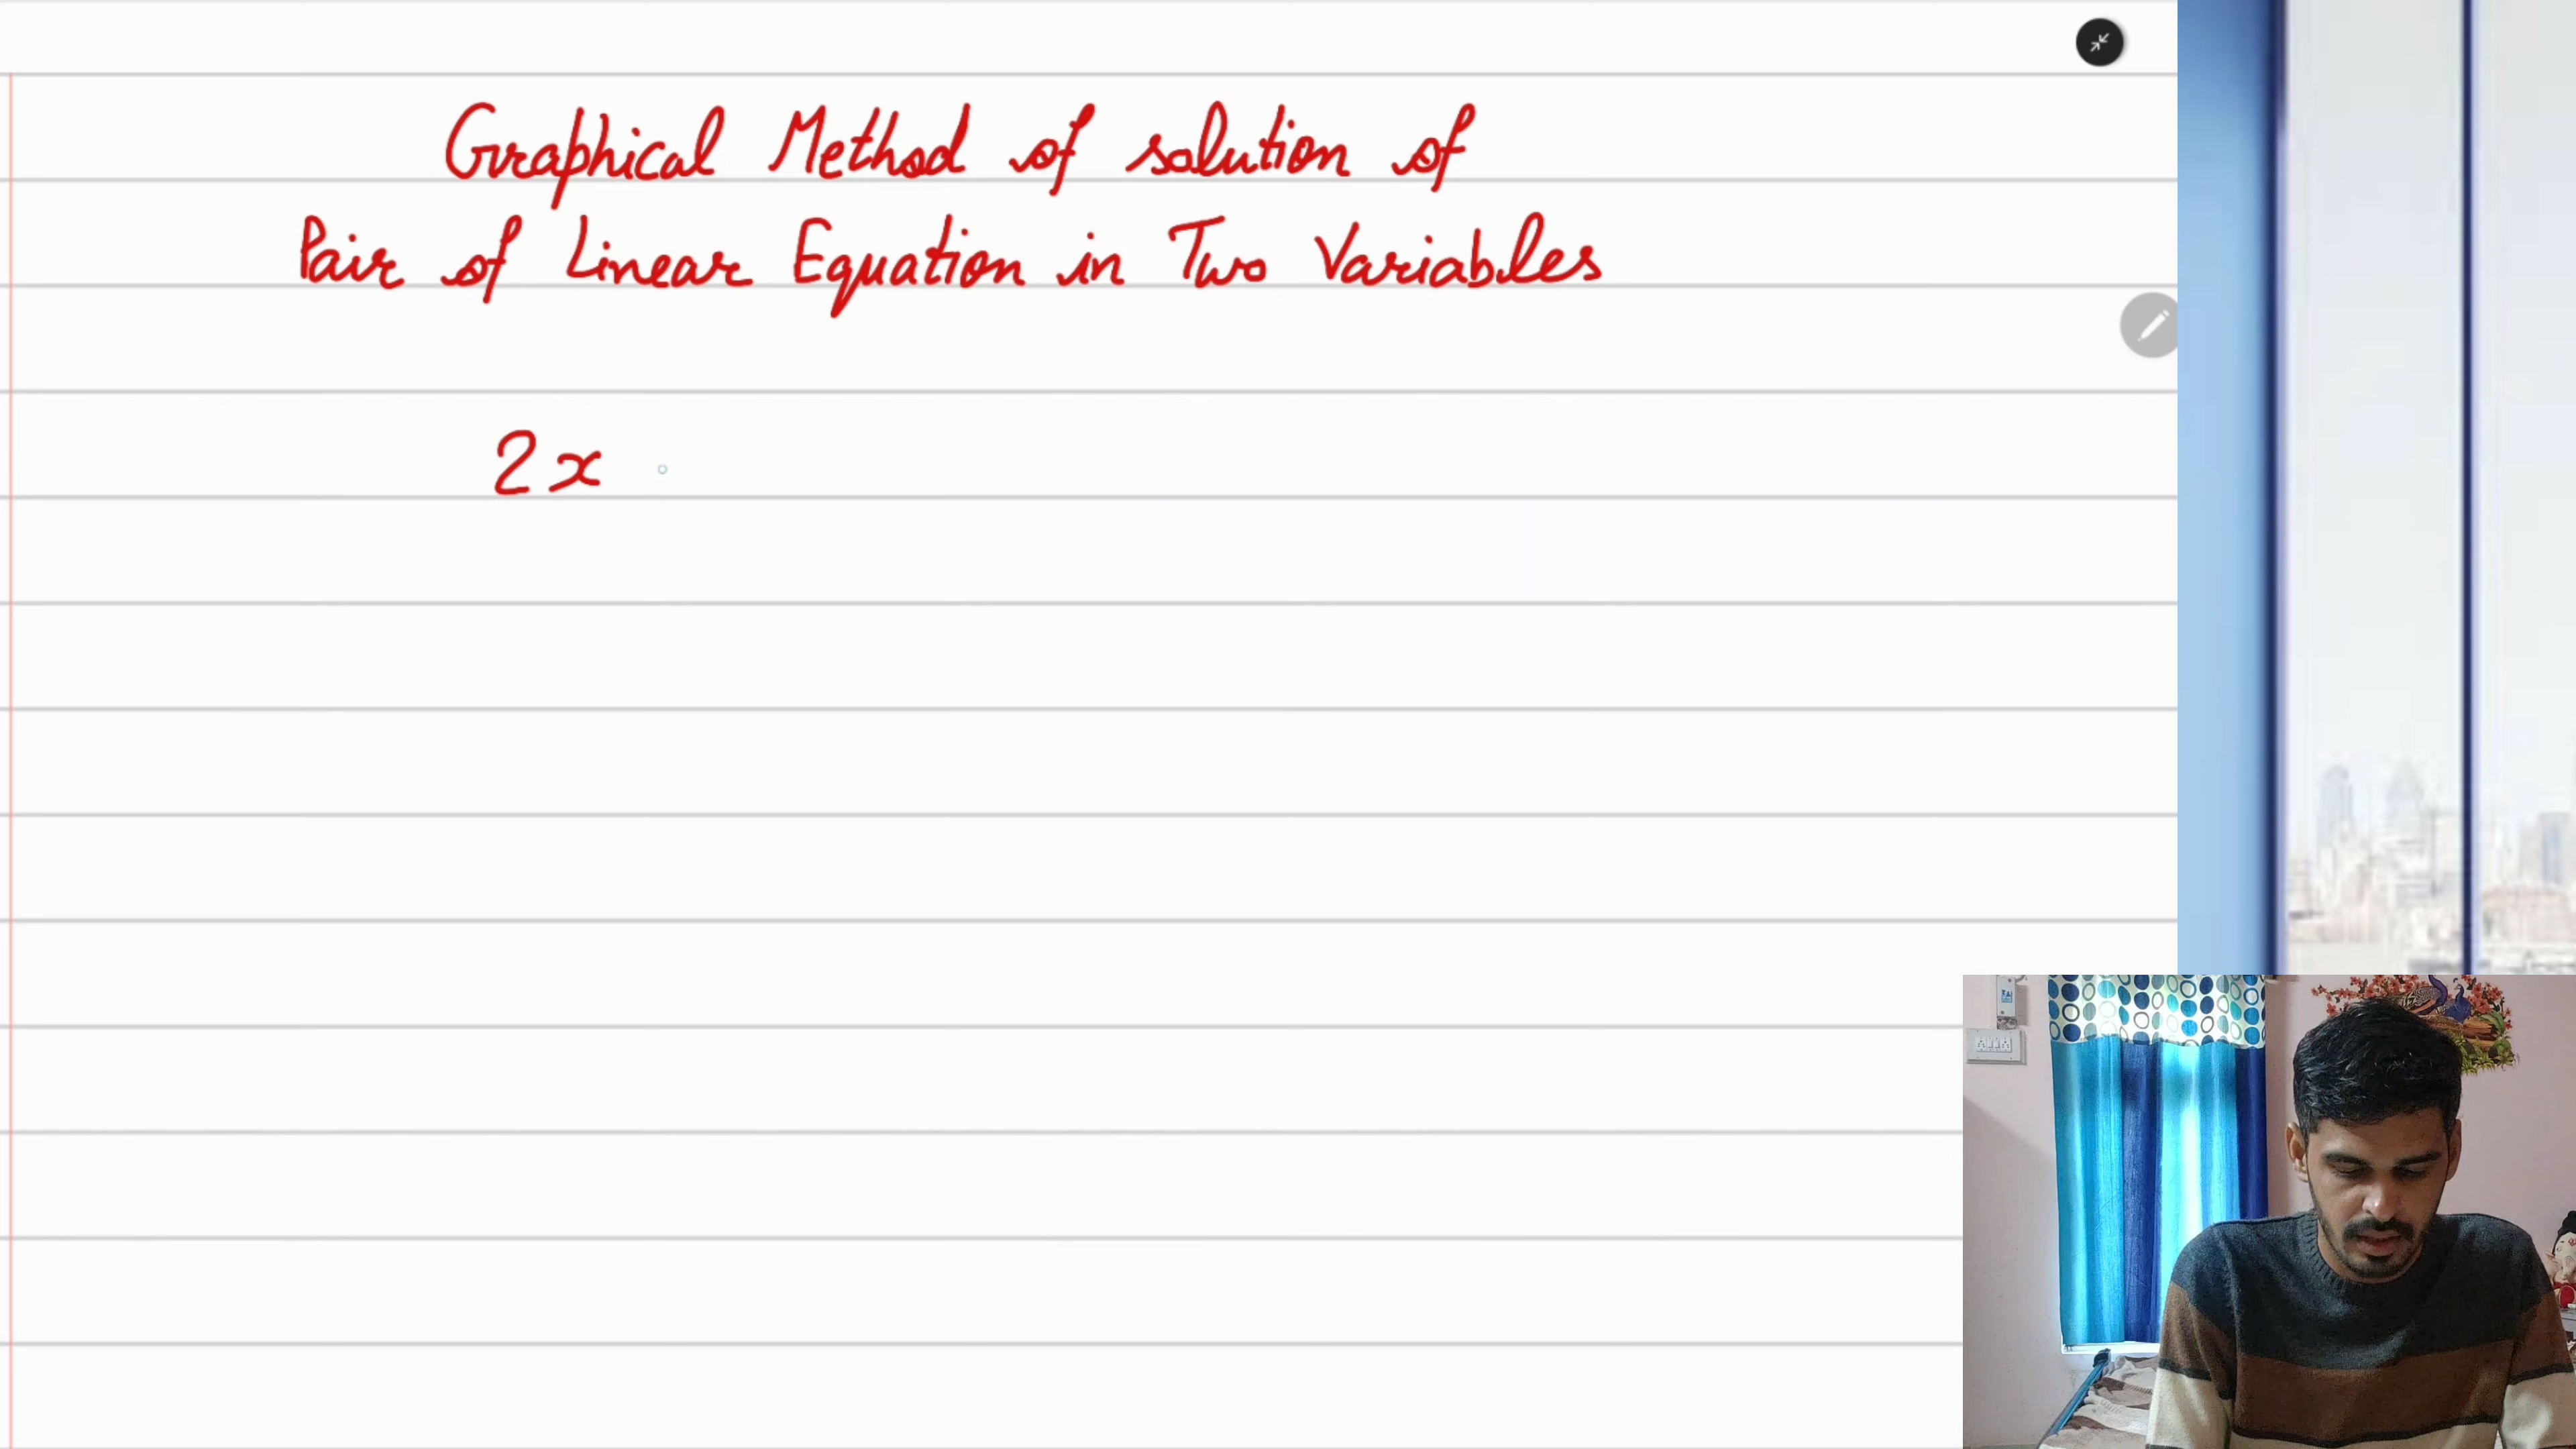 Graphical Method of solution of
Pair of Linear Equation in Two Variables
2x